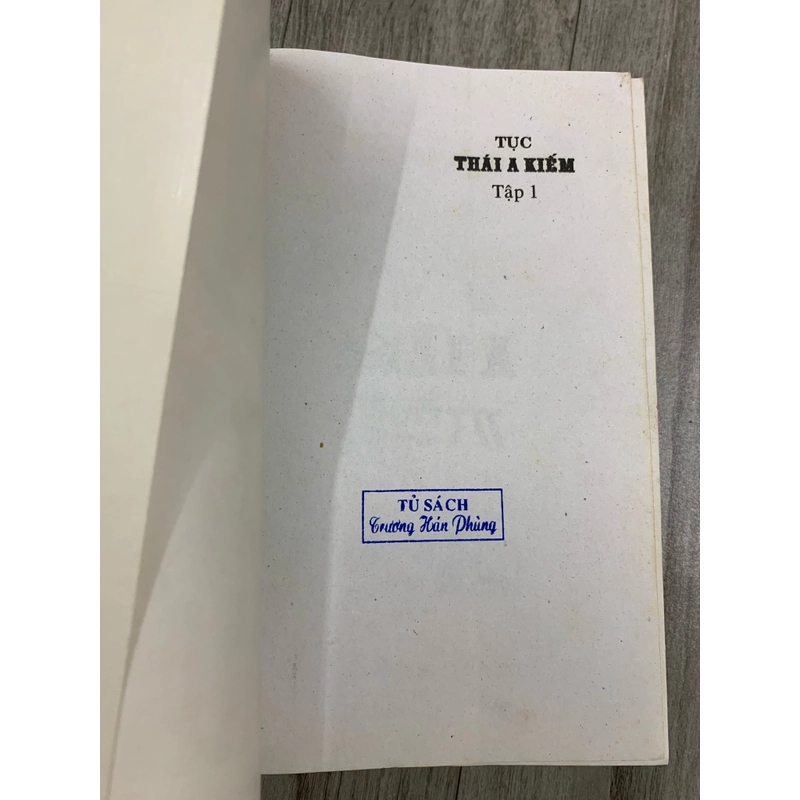 TỤC
THÁI A KIẾM
Tập 1
TỦ SÁCH
Trương Hán Phùng